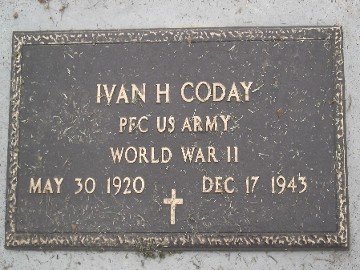 IVAN H CODAY
PFC US ARMY
WORLD WAR II
MAY 30 1920 DEC 17 1943